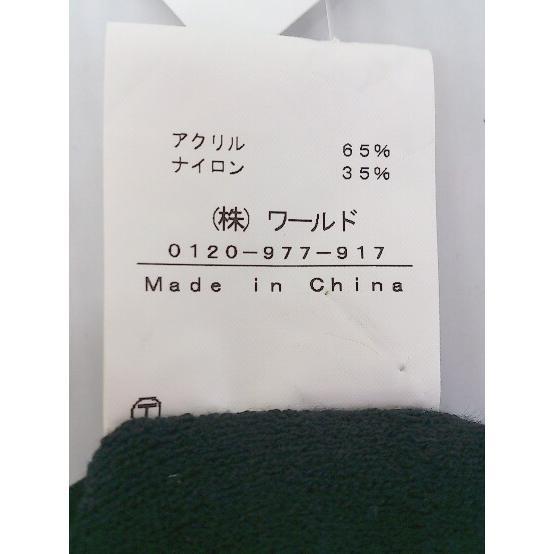 アクリル 65%
ナイロン 35%
(株) ワールド
0120-977-917
Made in China
T